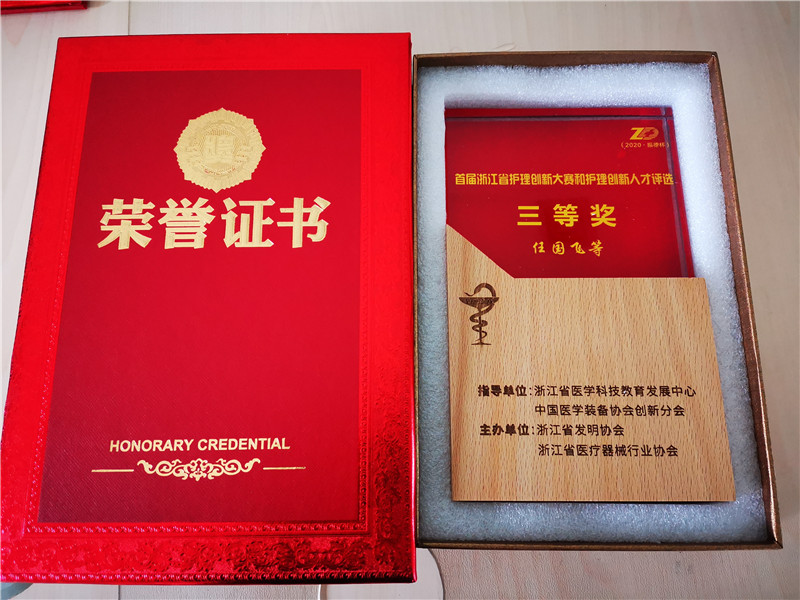 荣誉证书
HONORARY CREDENTIAL
首届浙江省护理创新大赛和护理创新人才评选
三等奖
任国飞等
指导单位:浙江省医学科技教育发展中心
中国医学装备协会创新分会
主办单位:浙江省发明协会
浙江省医疗器械行业协会